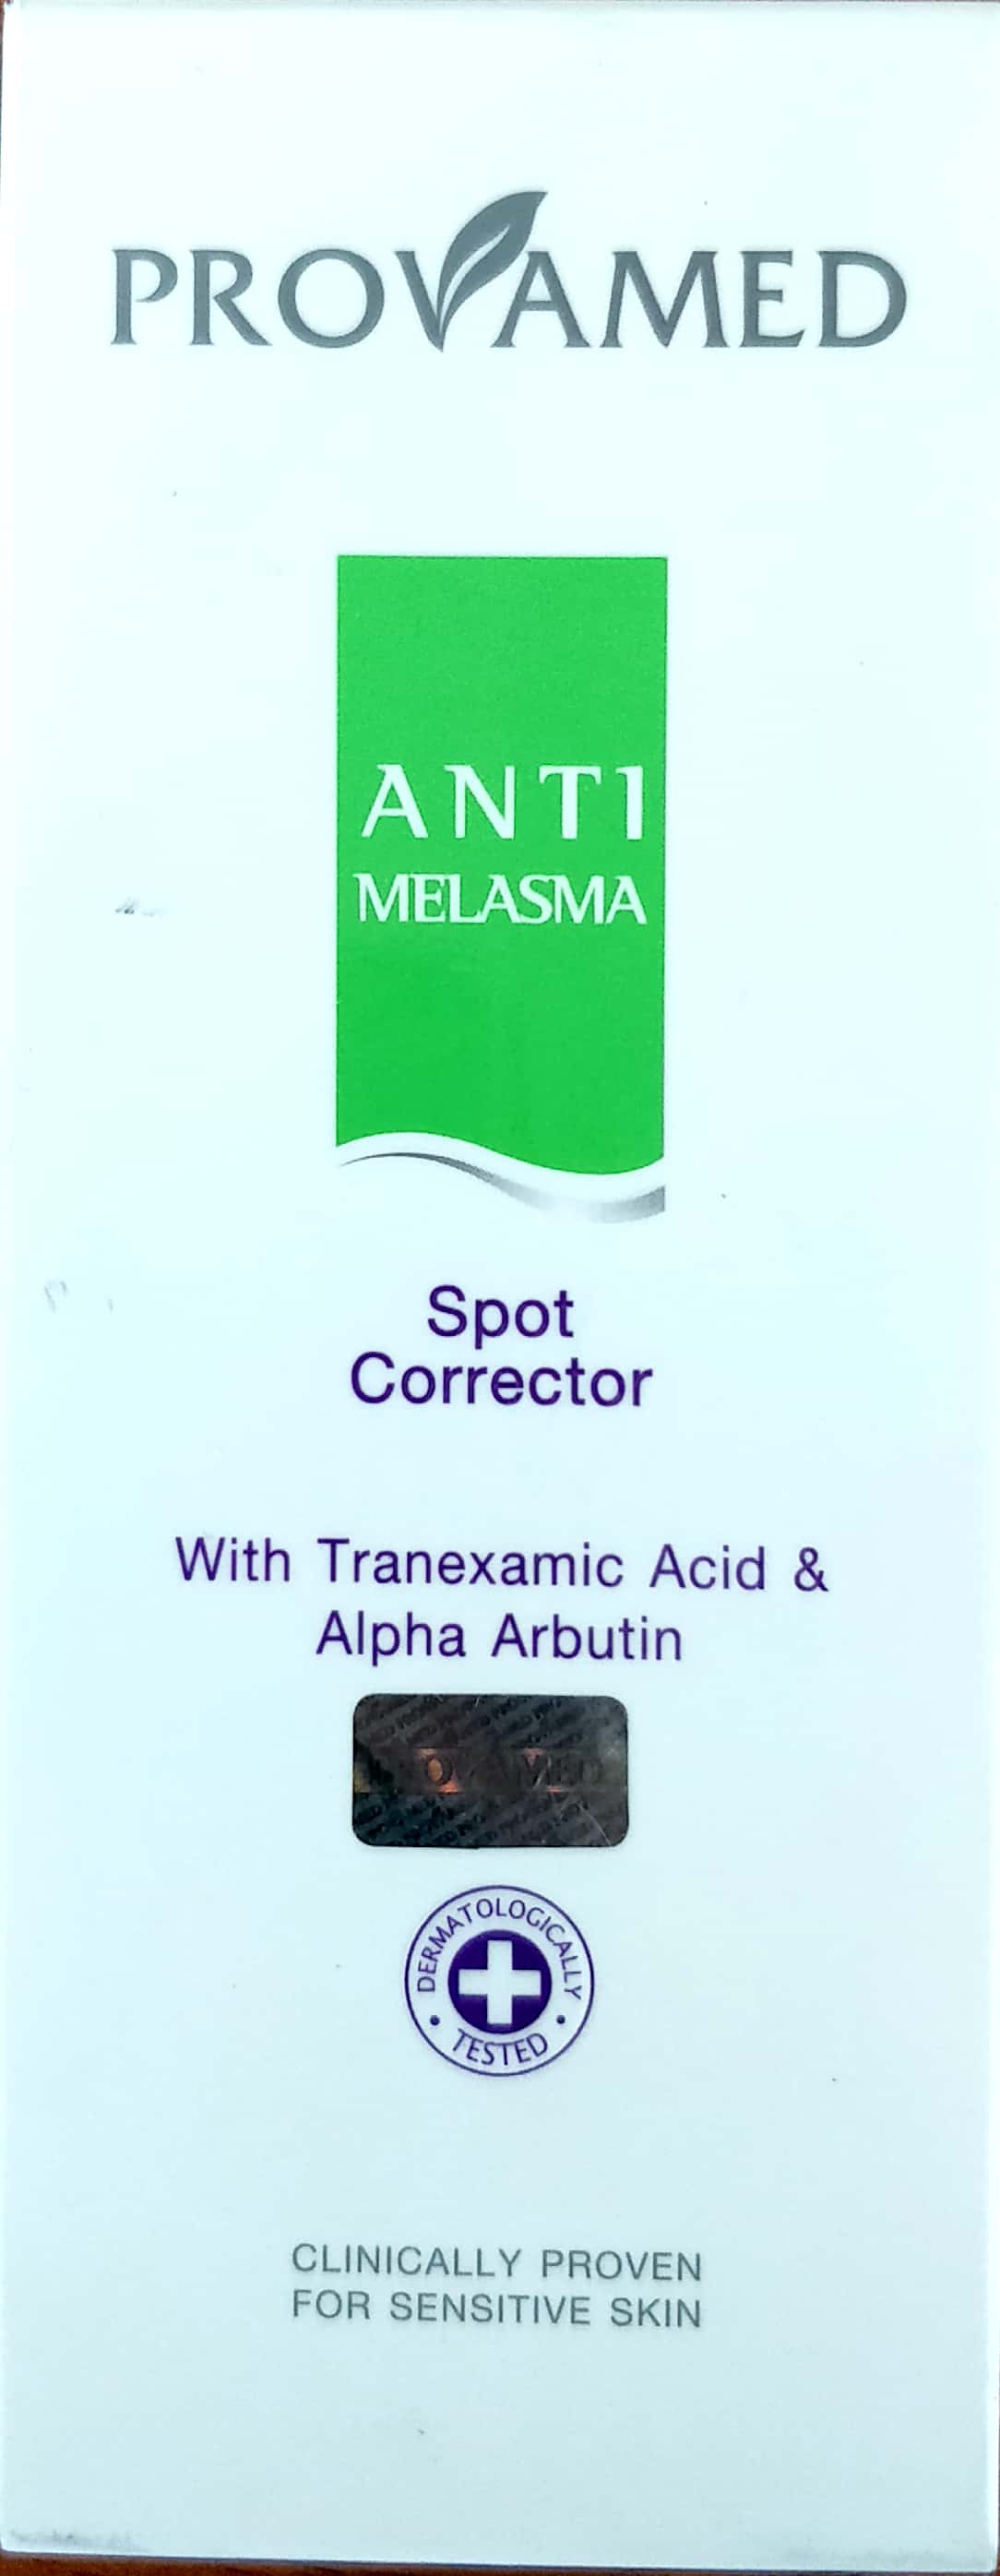 PROVAMED
ANTI
MELASMA
Spot
Corrector
With Tranexamic Acid &
Alpha Arbutin
DERMATOLOGICALLY
TESTED
CLINICALLY PROVEN
FOR SENSITIVE SKIN